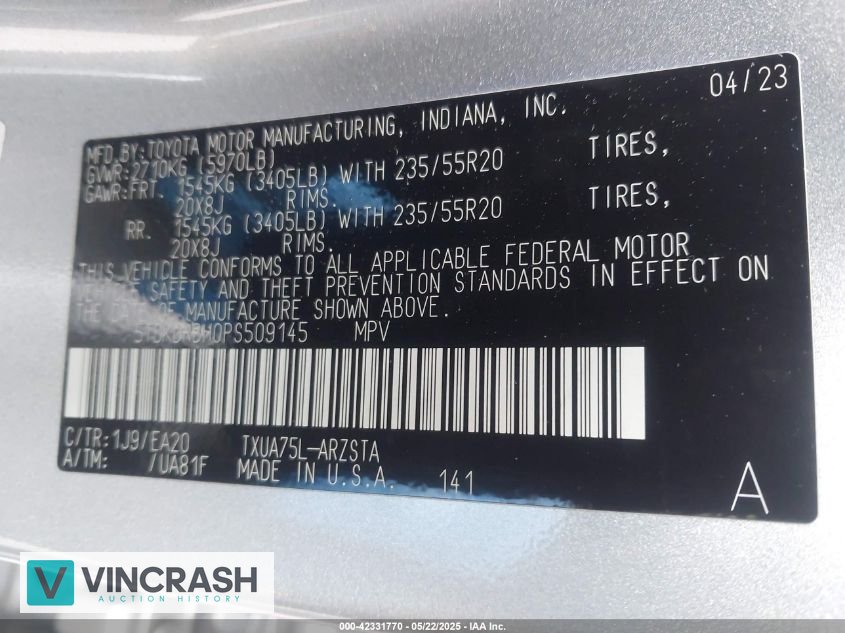 04/23
MFD.BY:TOYOTA MOTOR MANUFACTURING, INDIANA, INC.
GVWR:2710KG (5970LB)
GAWR:FRT. 1545KG (3405LB) WITH 235/55R20 TIRES,
20X8J RIMS.
RR. 1545KG (3405LB) WITH 235/55R20 TIRES,
20X8J RIMS.
THIS VEHICLE CONFORMS TO ALL APPLICABLE FEDERAL MOTOR
VEHICLE SAFETY AND THEFT PREVENTION STANDARDS IN EFFECT ON
THE DATE OF MANUFACTURE SHOWN ABOVE.
MPV
C/TR:1J9/EA20 TXUA75L-ARZSTA
A/TM: /UA81F MADE IN U.S.A. 141
A
VINCRASH
AUCTION HISTORY
000-42331770 - 05/22/2025 - IAA Inc.